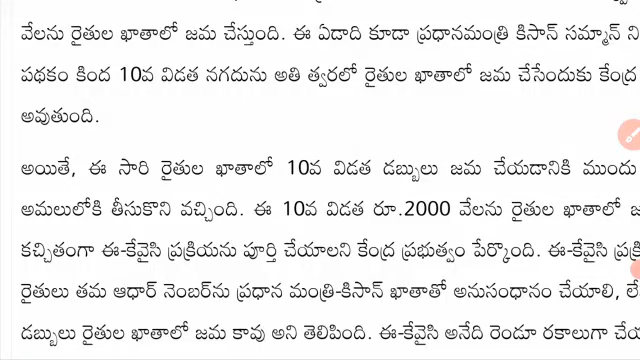 వేలను రైతుల ఖాతాలో జమ చేస్తుంది. ఈ ఏడాది కూడా ప్రధానమంత్రి కిసాన్ సమ్మాన్ ని
పథకం కింద 10వ విడత నగదును అతి త్వరలో రైతుల ఖాతాలో జమ చేసేందుకు కేంద్ర
అవుతుంది.
అయితే, ఈ సారి రైతుల ఖాతాలో 10వ విడత డబ్బులు జమ చేయడానికి ముందు
అమలులోకి తీసుకొని వచ్చింది. ఈ 10వ విడత రూ.2000 వేలను రైతుల ఖాతాలో జ
కచ్చితంగా ఈ-కేవైసి ప్రక్రియను పూర్తి చేయాలని కేంద్ర ప్రభుత్వం పేర్కొంది. ఈ-కేవైసి ప్రక్రి
రైతులు తమ ఆధార్ నెంబర్‌ను ప్రధాన మంత్రి-కిసాన్ ఖాతాతో అనుసంధానం చేయాలి, లే
డబ్బులు రైతుల ఖాతాలో జమ కావు అని తెలిపింది. ఈ-కేవైసి అనేది రెండూ రకాలుగా చే